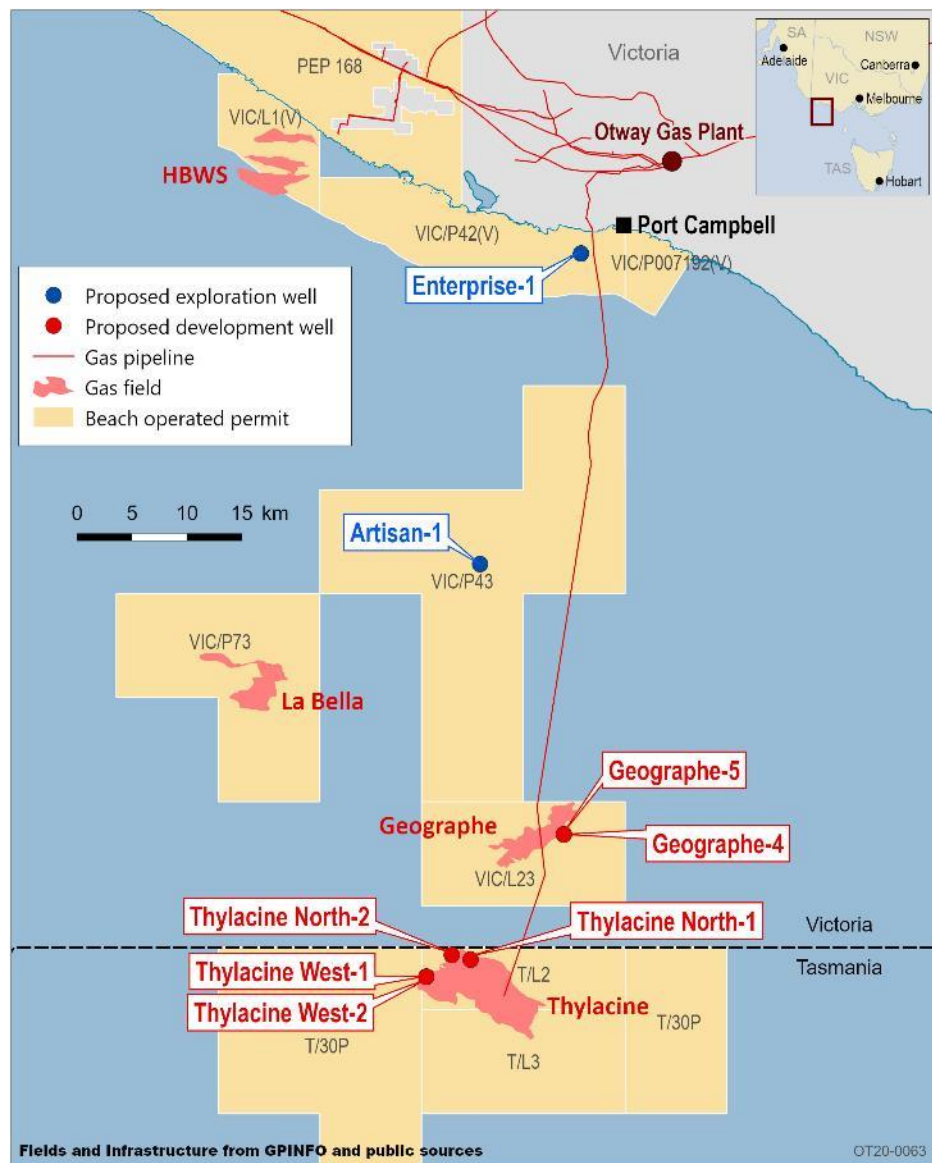 PEP 168
Victoria
SA
NSW
Adelaide
Canberra
VIC
Melbourne
TAS
Hobart
VIC/L1(V)
Otway Gas Plant
HBWS
VIC/P42(V)
Port Campbell
VIC/P007192(V)
Enterprise-1
Proposed exploration well
Proposed development well
Gas pipeline
Gas field
Beach operated permit
0 5 10 15 km
Artisan-1
VIC/P43
VIC/P73
La Bella
Geographe-5
Geographe
Geographe-4
VIC/L23
Thylacine North-2
Thylacine North-1
Victoria
Tasmania
Thylacine West-1
T/L2
Thylacine West-2
Thylacine
T/30P
T/30P
T/L3
Fields and Infrastructure from GPINFO and public sources
OT20-0063